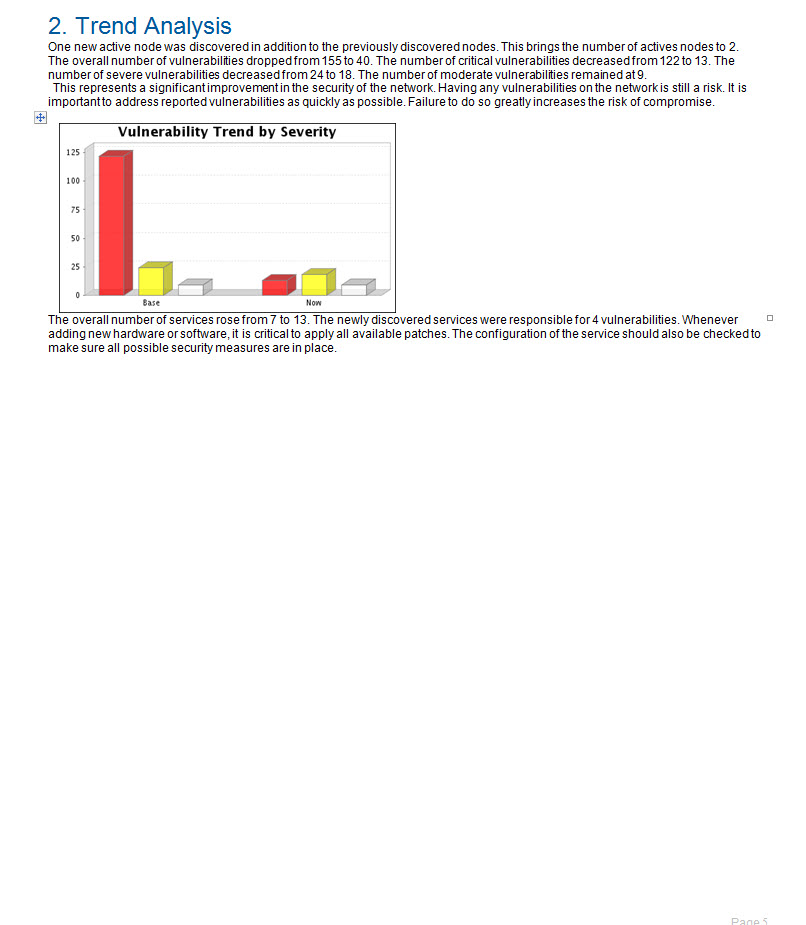 2. Trend Analysis
One new active node was discovered in addition to the previously discovered nodes. This brings the number of actives nodes to 2.
The overall number of vulnerabilities dropped from 155 to 40. The number of critical vulnerabilities decreased from 122 to 13. The
number of severe vulnerabilities decreased from 24 to 18. The number of moderate vulnerabilities remained at 9.
This represents a significant improvement in the security of the network. Having any vulnerabilities on the network is still a risk. It is
important to address reported vulnerabilities as quickly as possible. Failure to do so greatly increases the risk of compromise.
Vulnerability Trend by Severity
125
100
75
50
25
0
Base Now
The overall number of services rose from 7 to 13. The newly discovered services were responsible for 4 vulnerabilities. Whenever
adding new hardware or software, it is critical to apply all available patches. The configuration of the service should also be checked to
make sure all possible security measures are in place.
Page 5